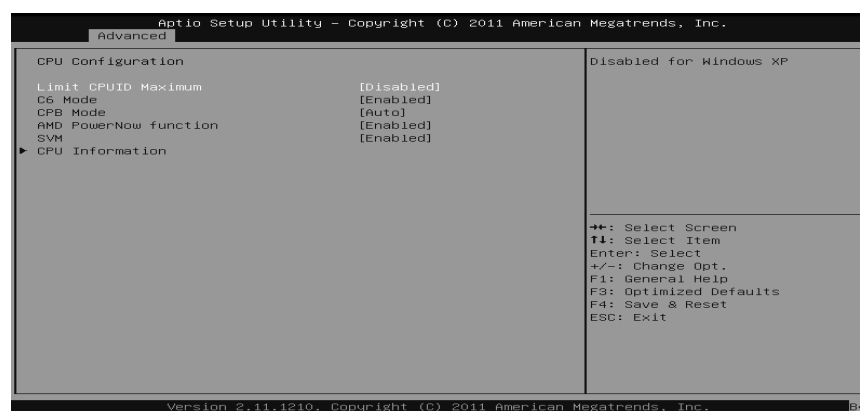 Aptio Setup Utility – Copyright (C) 2011 American Megatrends, Inc.
Advanced
CPU Configuration
Limit CPUID Maximum [Disabled]
C6 Mode [Enabled]
CPB Mode [Auto]
AMD PowerNow function [Enabled]
SVM [Enabled]
► CPU Information
Disabled for Windows XP
→←: Select Screen
↑↓: Select Item
Enter: Select
+/-: Change Opt.
F1: General Help
F3: Optimized Defaults
F4: Save & Reset
ESC: Exit
Version 2.11.1210. Copyright (C) 2011 American Megatrends, Inc.